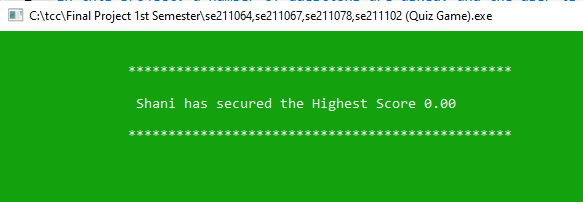 C:\tcc\Final Project 1st Semester\se211064,se211067,se211078,se211102 (Quiz Game).exe
************************************************
Shani has secured the Highest Score 0.00
************************************************